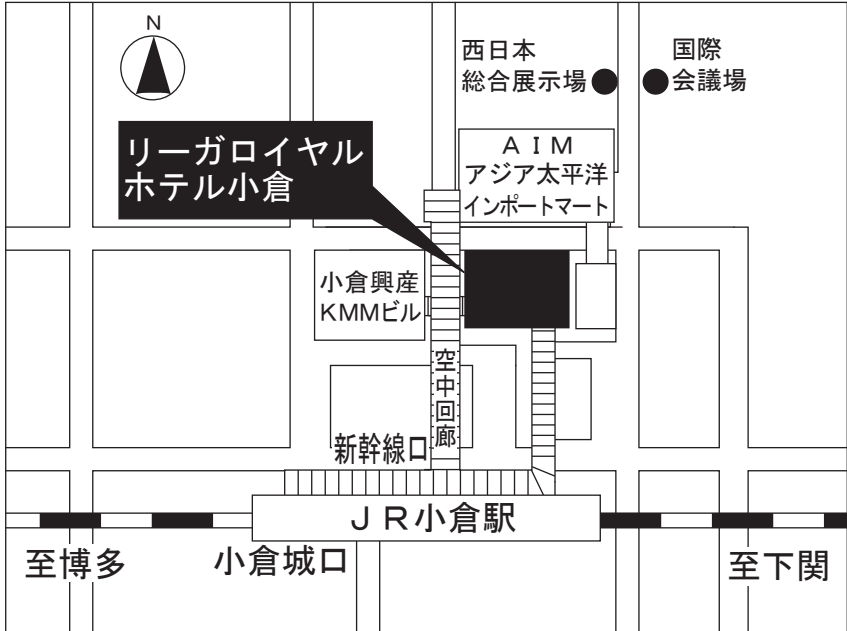 N
西日本
総合展示場
国際
会議場
リーガロイヤル
ホテル小倉
AIM
アジア太平洋
インポートマート
小倉興産
KMMビル
空中回廊
新幹線口
JR小倉駅
至博多
小倉城口
至下関